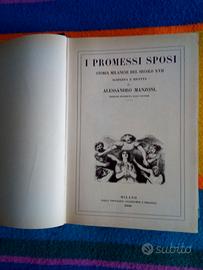 I PROMESSI SPOSI
STORIA MILANESE DEL SECOLO XVII
SCOPERTA E RIFATTA
DA
ALESSANDRO MANZONI.
MILANO
subito